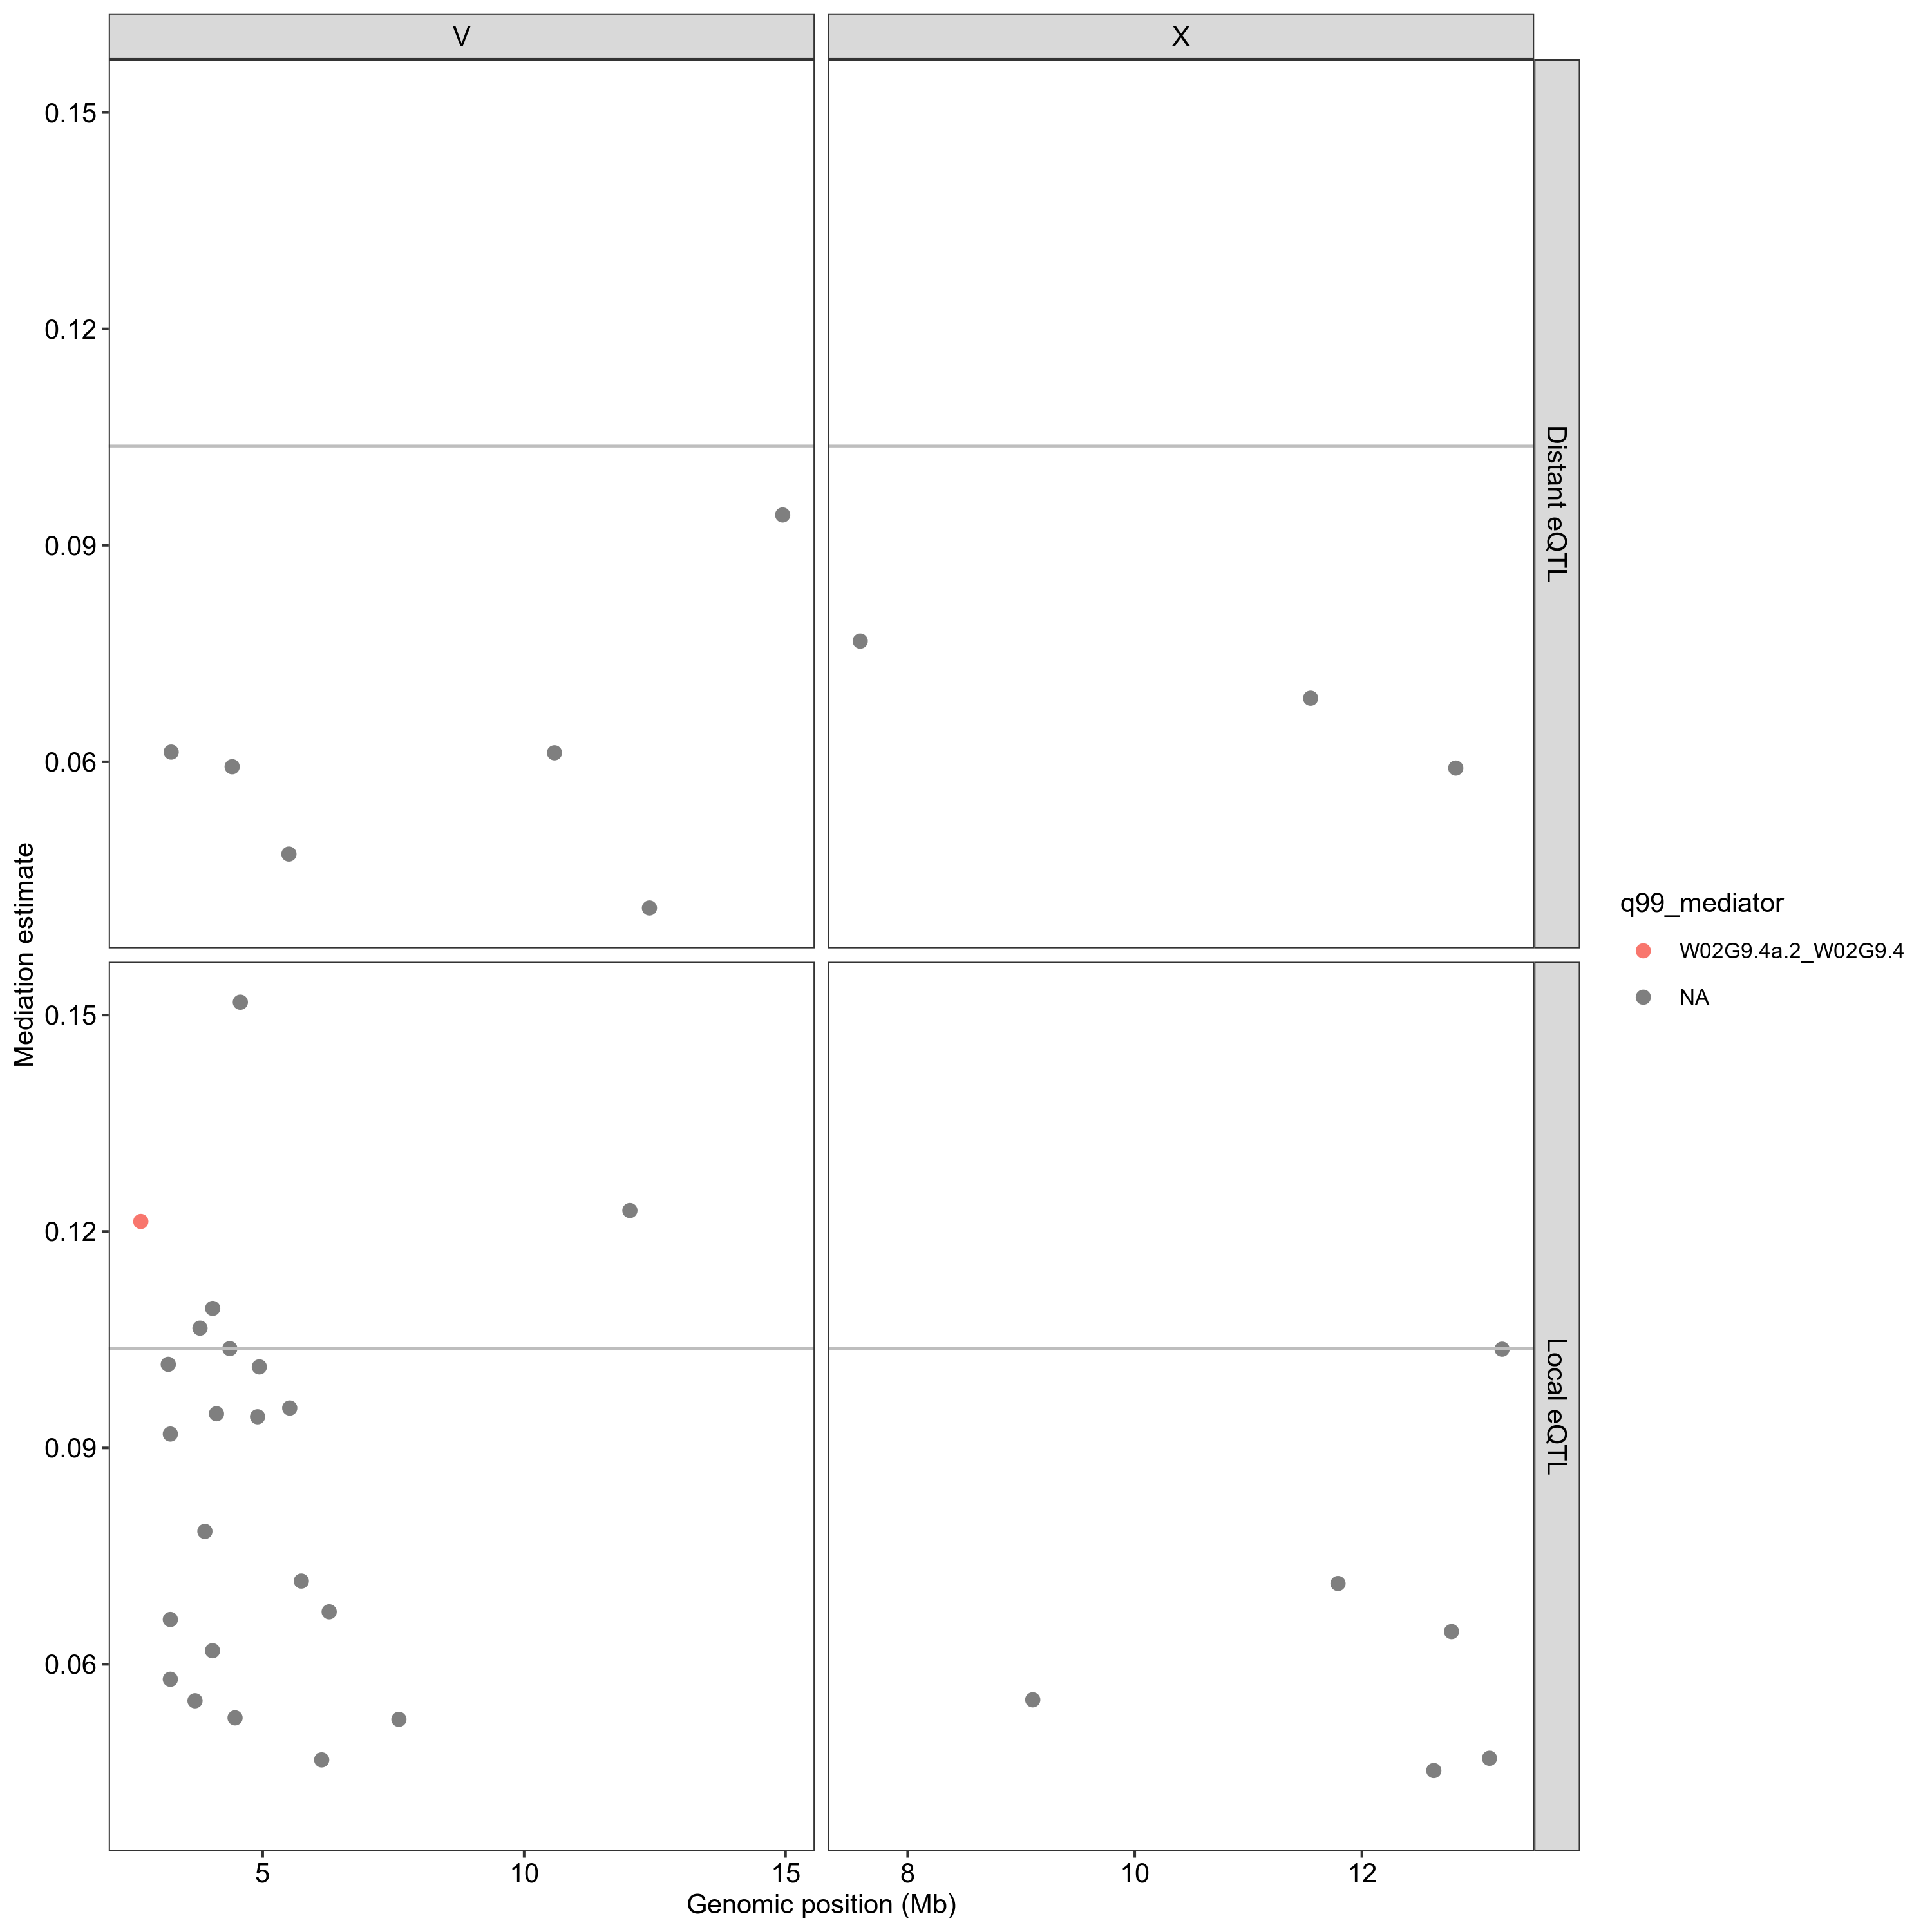 V
X
0.15
0.12
0.09
0.06
Distant eQTL
Mediation estimate
0.15
0.12
0.09
0.06
Local eQTL
5
10
15
8
10
12
Genomic position (Mb)
q99_mediator
W02G9.4a.2_W02G9.4
NA